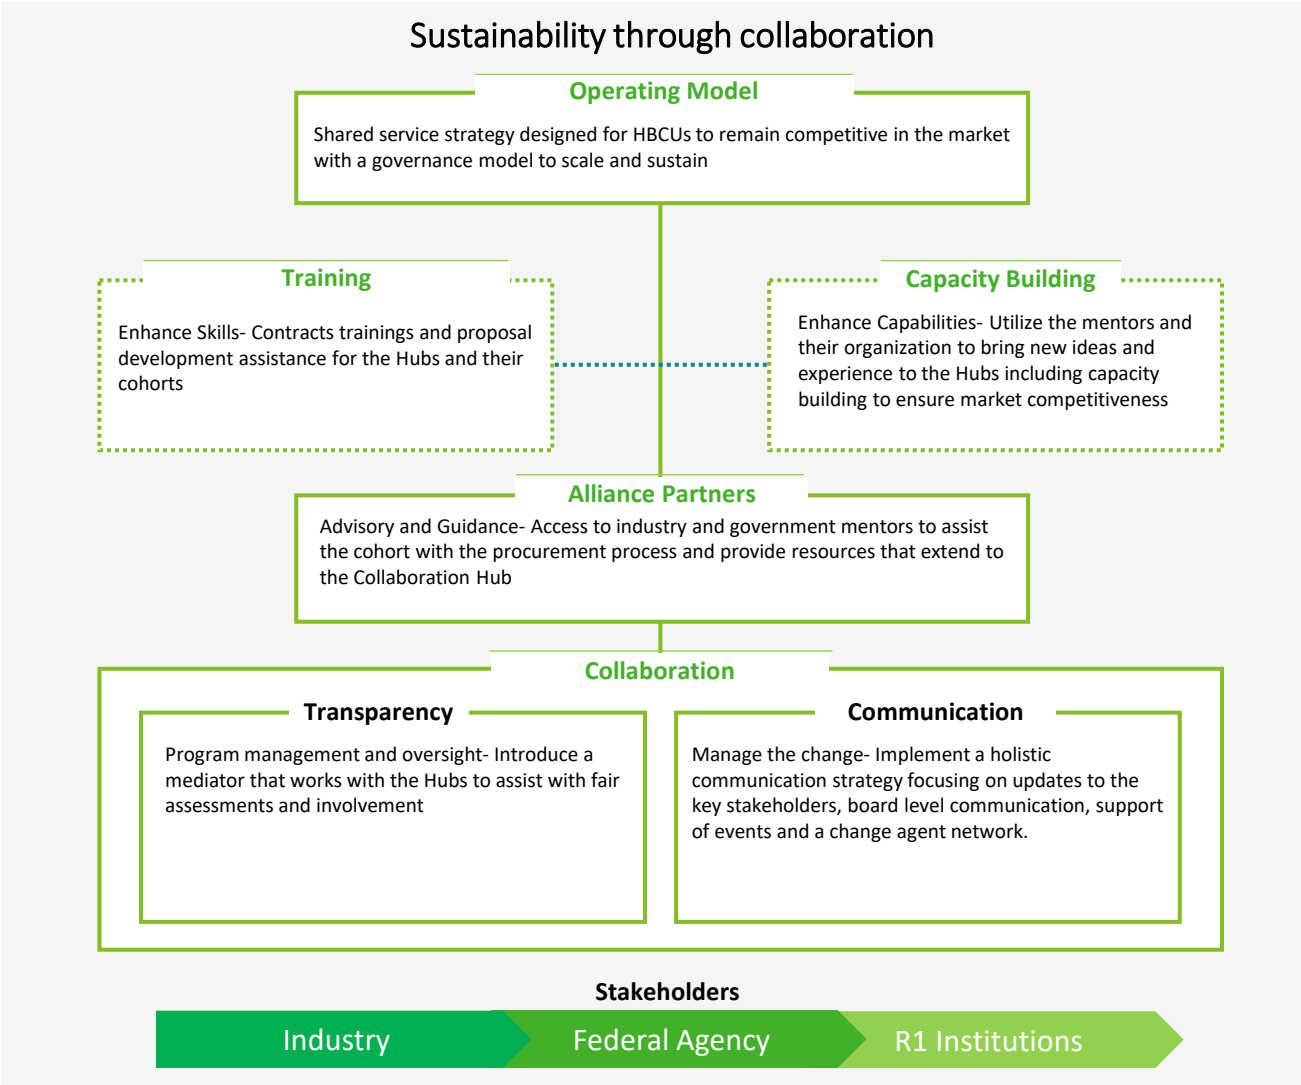 Sustainability through collaboration
Operating Model
Shared service strategy designed for HBCUs to remain competitive in the market
with a governance model to scale and sustain
Training
Enhance Skills- Contracts trainings and proposal
development assistance for the Hubs and their
cohorts
Capacity Building
Enhance Capabilities- Utilize the mentors and
their organization to bring new ideas and
experience to the Hubs including capacity
building to ensure market competitiveness
Alliance Partners
Advisory and Guidance- Access to industry and government mentors to assist
the cohort with the procurement process and provide resources that extend to
the Collaboration Hub
Collaboration
Transparency
Program management and oversight- Introduce a
mediator that works with the Hubs to assist with fair
assessments and involvement
Communication
Manage the change- Implement a holistic
communication strategy focusing on updates to the
key stakeholders, board level communication, support
of events and a change agent network.
Stakeholders
Industry
Federal Agency
R1 Institutions